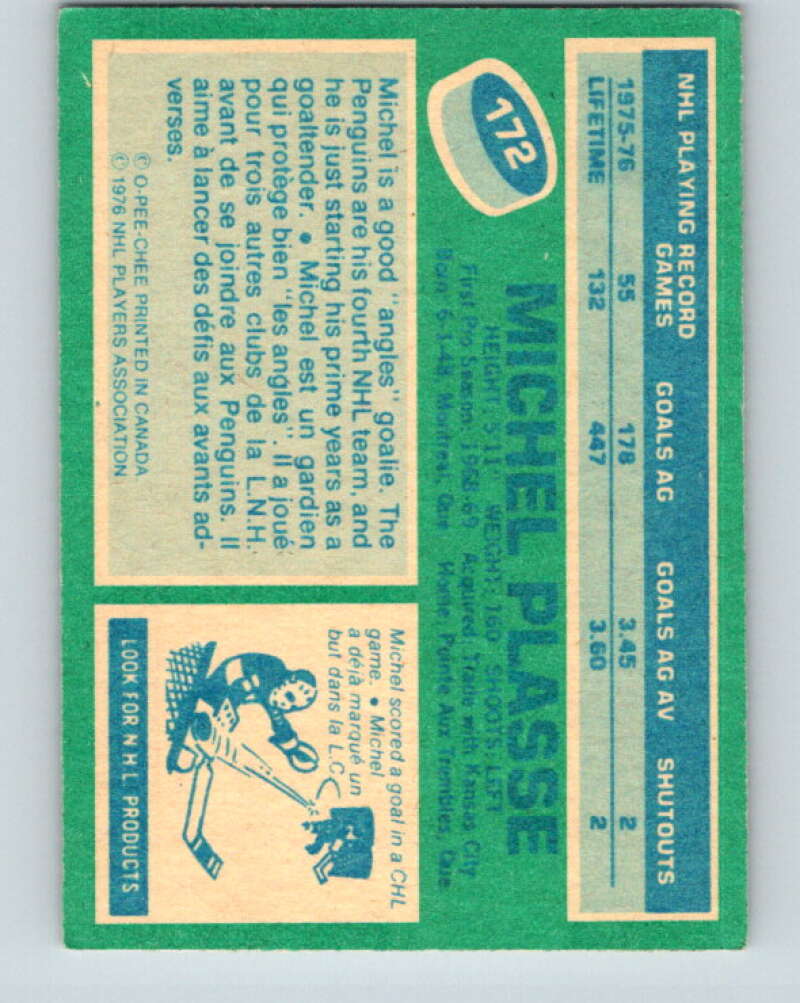 NHL PLAYING RECORD
GAMES GOALS AG GOALS AG AV SHUTOUTS
1975-76 55 178 3.45 2
LIFETIME 132 447 3.60 2
172
MICHEL PLASSE
HEIGHT: 5'11" WEIGHT: 160 SHOOTS: LEFT
First Pro Season: 1968-69 Acquired: Trade with Kansas City
Born: 6-1-48, Montreal, Que Home: Pointe Aux Trembles, Que
Michel is a good "angles" goalie. The
Penguins are his fourth NHL team, and
he is just starting his prime years as a
goaltender. • Michel est un gardien
qui protège bien "les angles". Il a joué
pour trois autres clubs de la L.N.H.
avant de se joindre aux Penguins. Il
aime à lancer des défis aux avants ad-
verses.
© O-PEE-CHEE PRINTED IN CANADA
© 1976 NHL PLAYERS ASSOCIATION
Michel scored a goal in a CHL
game. • Michel
a déjà marqué un
but dans la L.C.
LOOK FOR NHL PRODUCTS